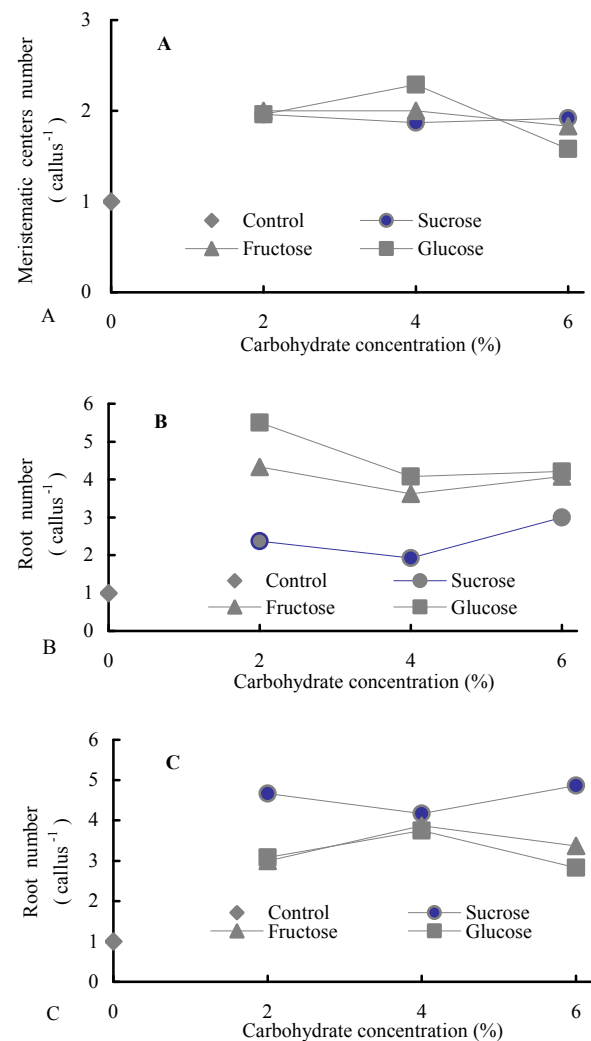 3
A
2
1
0
Meristematic centers number
( callus⁻¹ )
Control
Sucrose
Fructose
Glucose
A
0 2 4 6
Carbohydrate concentration (%)
6
B
5
4
3
2
1
0
Root number
( callus⁻¹ )
Control
Sucrose
Fructose
Glucose
B
0 2 4 6
Carbohydrate concentration (%)
6
C
5
4
3
2
1
0
Root number
( callus⁻¹ )
Control
Sucrose
Fructose
Glucose
C
0 2 4 6
Carbohydrate concentration (%)